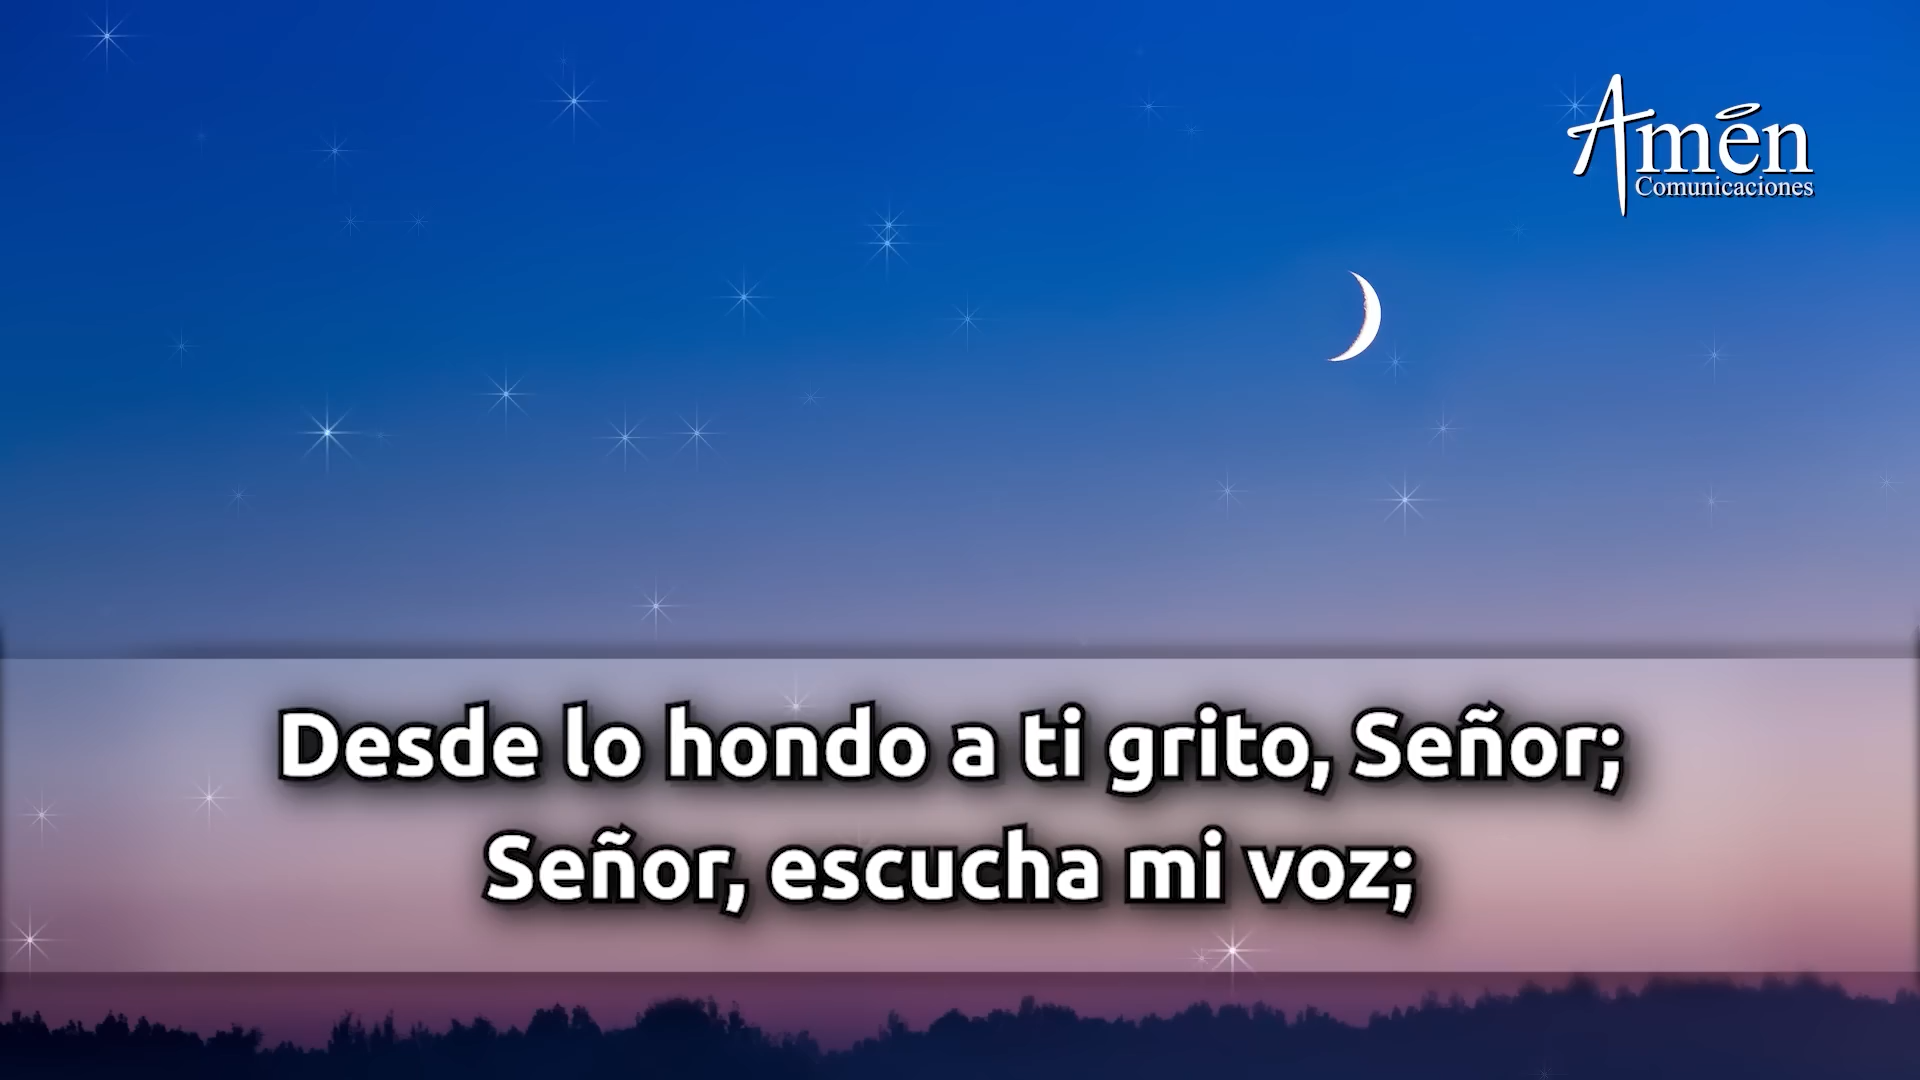 Amén
Comunicaciones
Desde lo hondo a ti grito, Señor;
Señor, escucha mi voz;